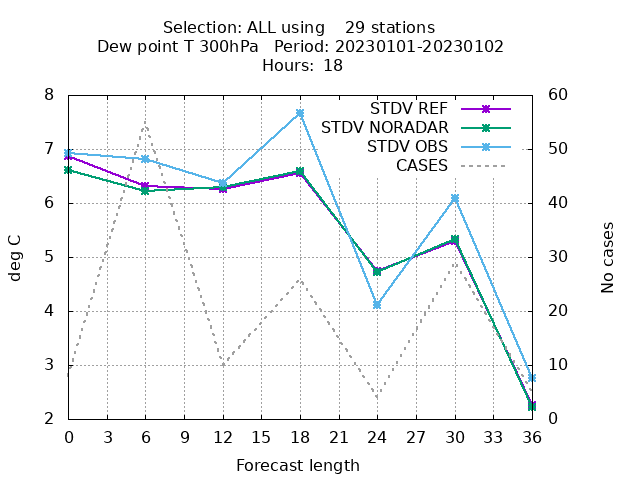 Selection: ALL using    29 stations
Dew point T 300hPa   Period: 20230101-20230102
Hours: 18
STDV REF
STDV NORADAR
STDV OBS
CASES
8
7
6
5
4
3
2
60
50
40
30
20
10
0
deg C
No cases
0 3 6 9 12 15 18 21 24 27 30 33 36
Forecast length